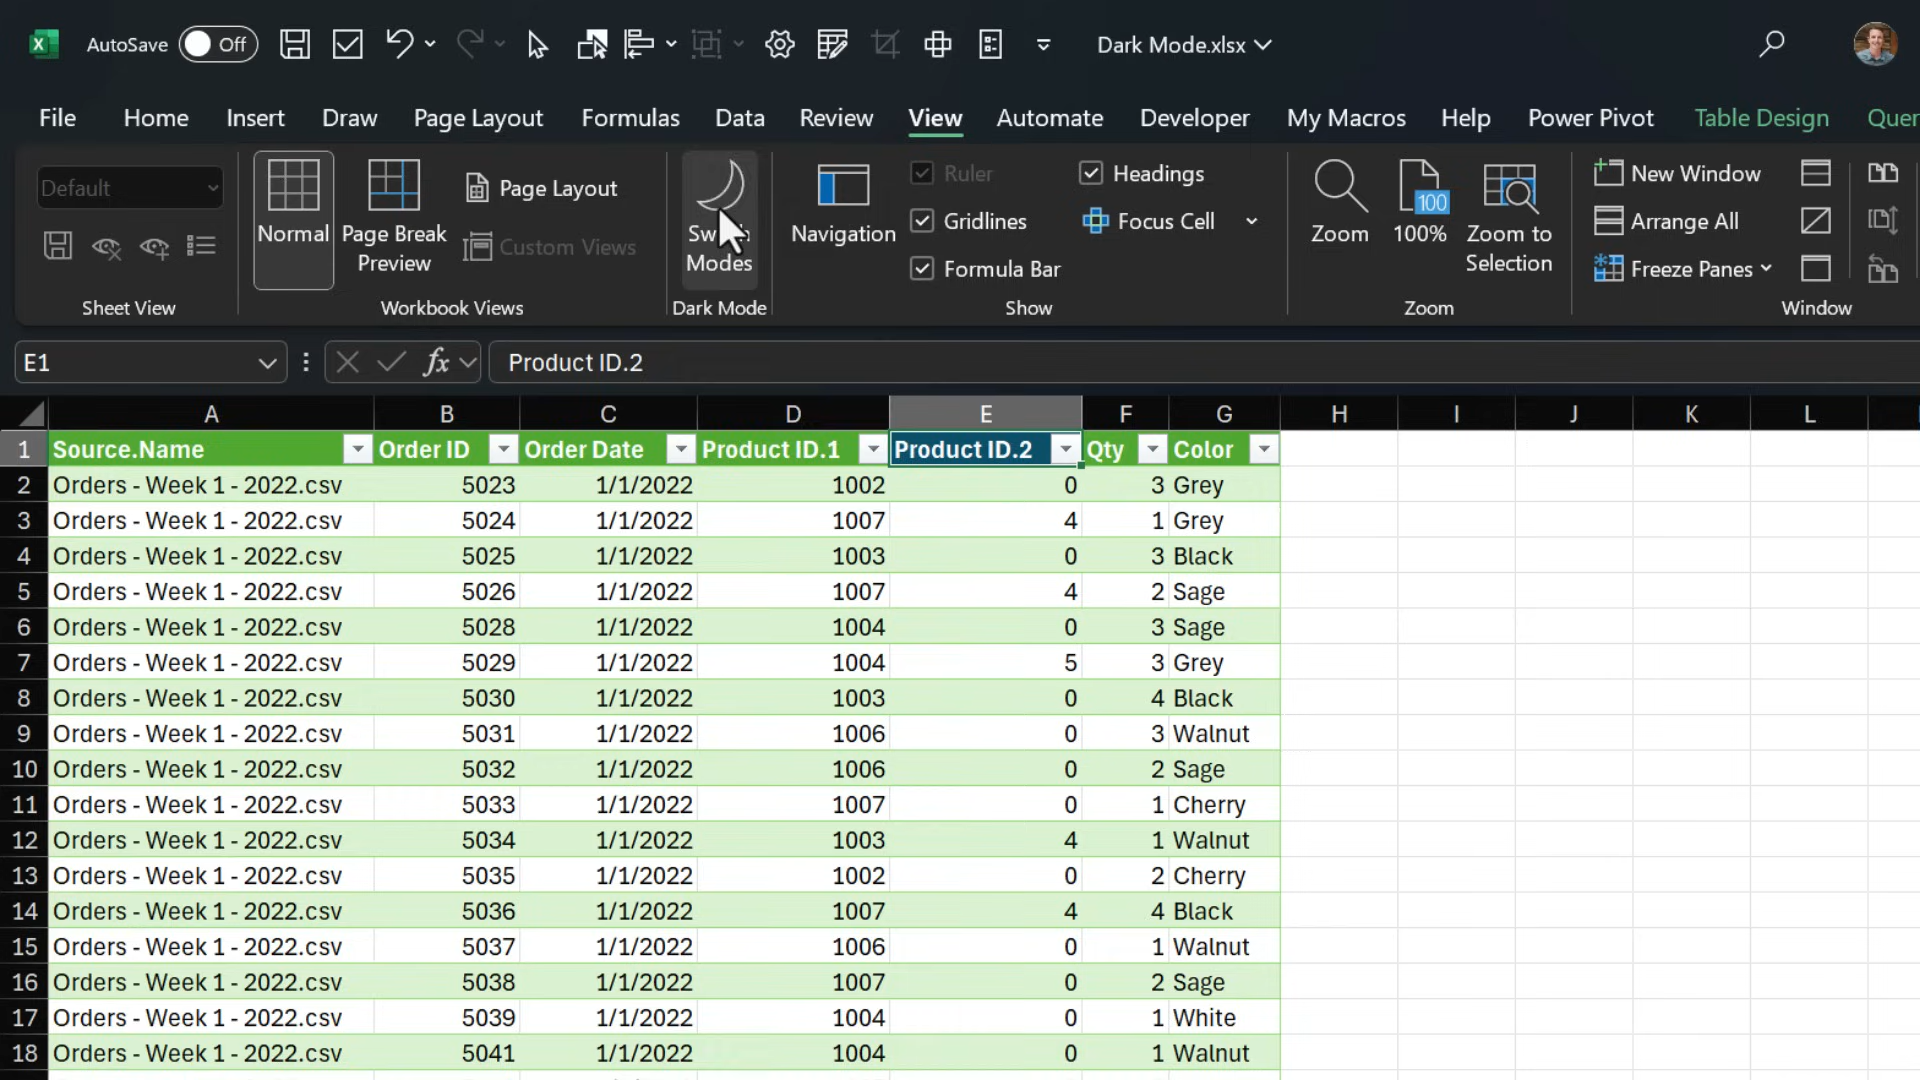 AutoSave Off Dark Mode.xlsx
File Home Insert Draw Page Layout Formulas Data Review View Automate Developer My Macros Help Power Pivot Table Design
Default Page Layout Ruler Headings New Window
100
Normal Page Break Preview Custom Views Modes Navigation Gridlines Focus Cell Zoom 100% Zoom to Selection Arrange All
Formula Bar Freeze Panes
Sheet View Workbook Views Dark Mode Show Zoom Window
E1 fx Product ID.2
A B C D E F G H I J K L
1 Source.Name Order ID Order Date Product ID.1 Product ID.2 Qty Color
2 Orders - Week 1 - 2022.csv 5023 1/1/2022 1002 0 3 Grey
3 Orders - Week 1 - 2022.csv 5024 1/1/2022 1007 4 1 Grey
4 Orders - Week 1 - 2022.csv 5025 1/1/2022 1003 0 3 Black
5 Orders - Week 1 - 2022.csv 5026 1/1/2022 1007 4 2 Sage
6 Orders - Week 1 - 2022.csv 5028 1/1/2022 1004 0 3 Sage
7 Orders - Week 1 - 2022.csv 5029 1/1/2022 1004 5 3 Grey
8 Orders - Week 1 - 2022.csv 5030 1/1/2022 1003 0 4 Black
9 Orders - Week 1 - 2022.csv 5031 1/1/2022 1006 0 3 Walnut
10 Orders - Week 1 - 2022.csv 5032 1/1/2022 1006 0 2 Sage
11 Orders - Week 1 - 2022.csv 5033 1/1/2022 1007 0 1 Cherry
12 Orders - Week 1 - 2022.csv 5034 1/1/2022 1003 4 1 Walnut
13 Orders - Week 1 - 2022.csv 5035 1/1/2022 1002 0 2 Cherry
14 Orders - Week 1 - 2022.csv 5036 1/1/2022 1007 4 4 Black
15 Orders - Week 1 - 2022.csv 5037 1/1/2022 1006 0 1 Walnut
16 Orders - Week 1 - 2022.csv 5038 1/1/2022 1007 0 2 Sage
17 Orders - Week 1 - 2022.csv 5039 1/1/2022 1004 0 1 White
18 Orders - Week 1 - 2022.csv 5041 1/1/2022 1004 0 1 Walnut